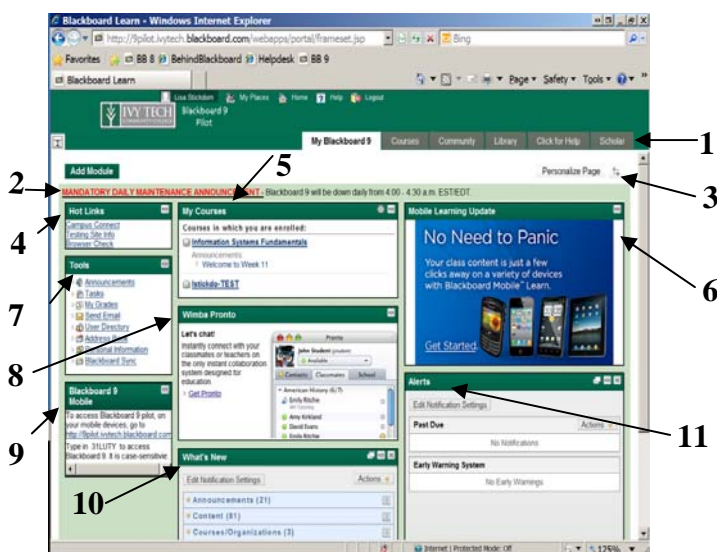 Blackboard Learn - Windows Internet Explorer
http://9pilot.ivytech.blackboard.com/webapps/portal/frameset.jsp
Bing
Favorites BB 8 BehindBlackboard Helpdesk BB 9
Blackboard Learn
Page Safety Tools
Lisa Stickdorn My Places Home Help Logout
IVY TECH
COMMUNITY COLLEGE
Blackboard 9
Pilot
My Blackboard 9 Courses Community Library Click for Help Scholar
1
5
Add Module
Personalize Page
2
MANDATORY DAILY MAINTENANCE ANNOUNCEMENT - Blackboard 9 will be down daily from 4:00 - 4:30 a.m. EST/EDT.
3
4
Hot Links
Campus Connect
Testing Site Info
Browser Check
My Courses
Courses in which you are enrolled:
Information Systems Fundamentals
Announcements
Welcome to Week 11
lstickdo-TEST
Mobile Learning Update
No Need to Panic
Your class content is just a few
clicks away on a variety of devices
with Blackboard Mobile™ Learn.
Get Started
6
7
Tools
Announcements
Tasks
My Grades
Send Email
User Directory
Address Book
Personal Information
Blackboard Sync
8
Wimba Pronto
Let's chat!
Instantly connect with your
classmates or teachers on
the only instant collaboration
system designed for
education.
Get Pronto
Pronto
John Student
Available
Contacts Classmates School
American History (6/7)
Emily Ritchie
Amy Kirkland
David Evans
Emilie Ritchie
9
Blackboard 9
Mobile
To access Blackboard 9 pilot, on
your mobile devices, go to
http://9pilot.ivytech.blackboard.com
Type in 31LUTY to access
Blackboard 9. It is case-sensitive.
10
What's New
Edit Notification Settings
Actions
Announcements (21)
Content (81)
Courses/Organizations (3)
11
Alerts
Edit Notification Settings
Past Due
Actions
No Notifications
Early Warning System
No Early Warnings
Internet | Protected Mode: Off
125%